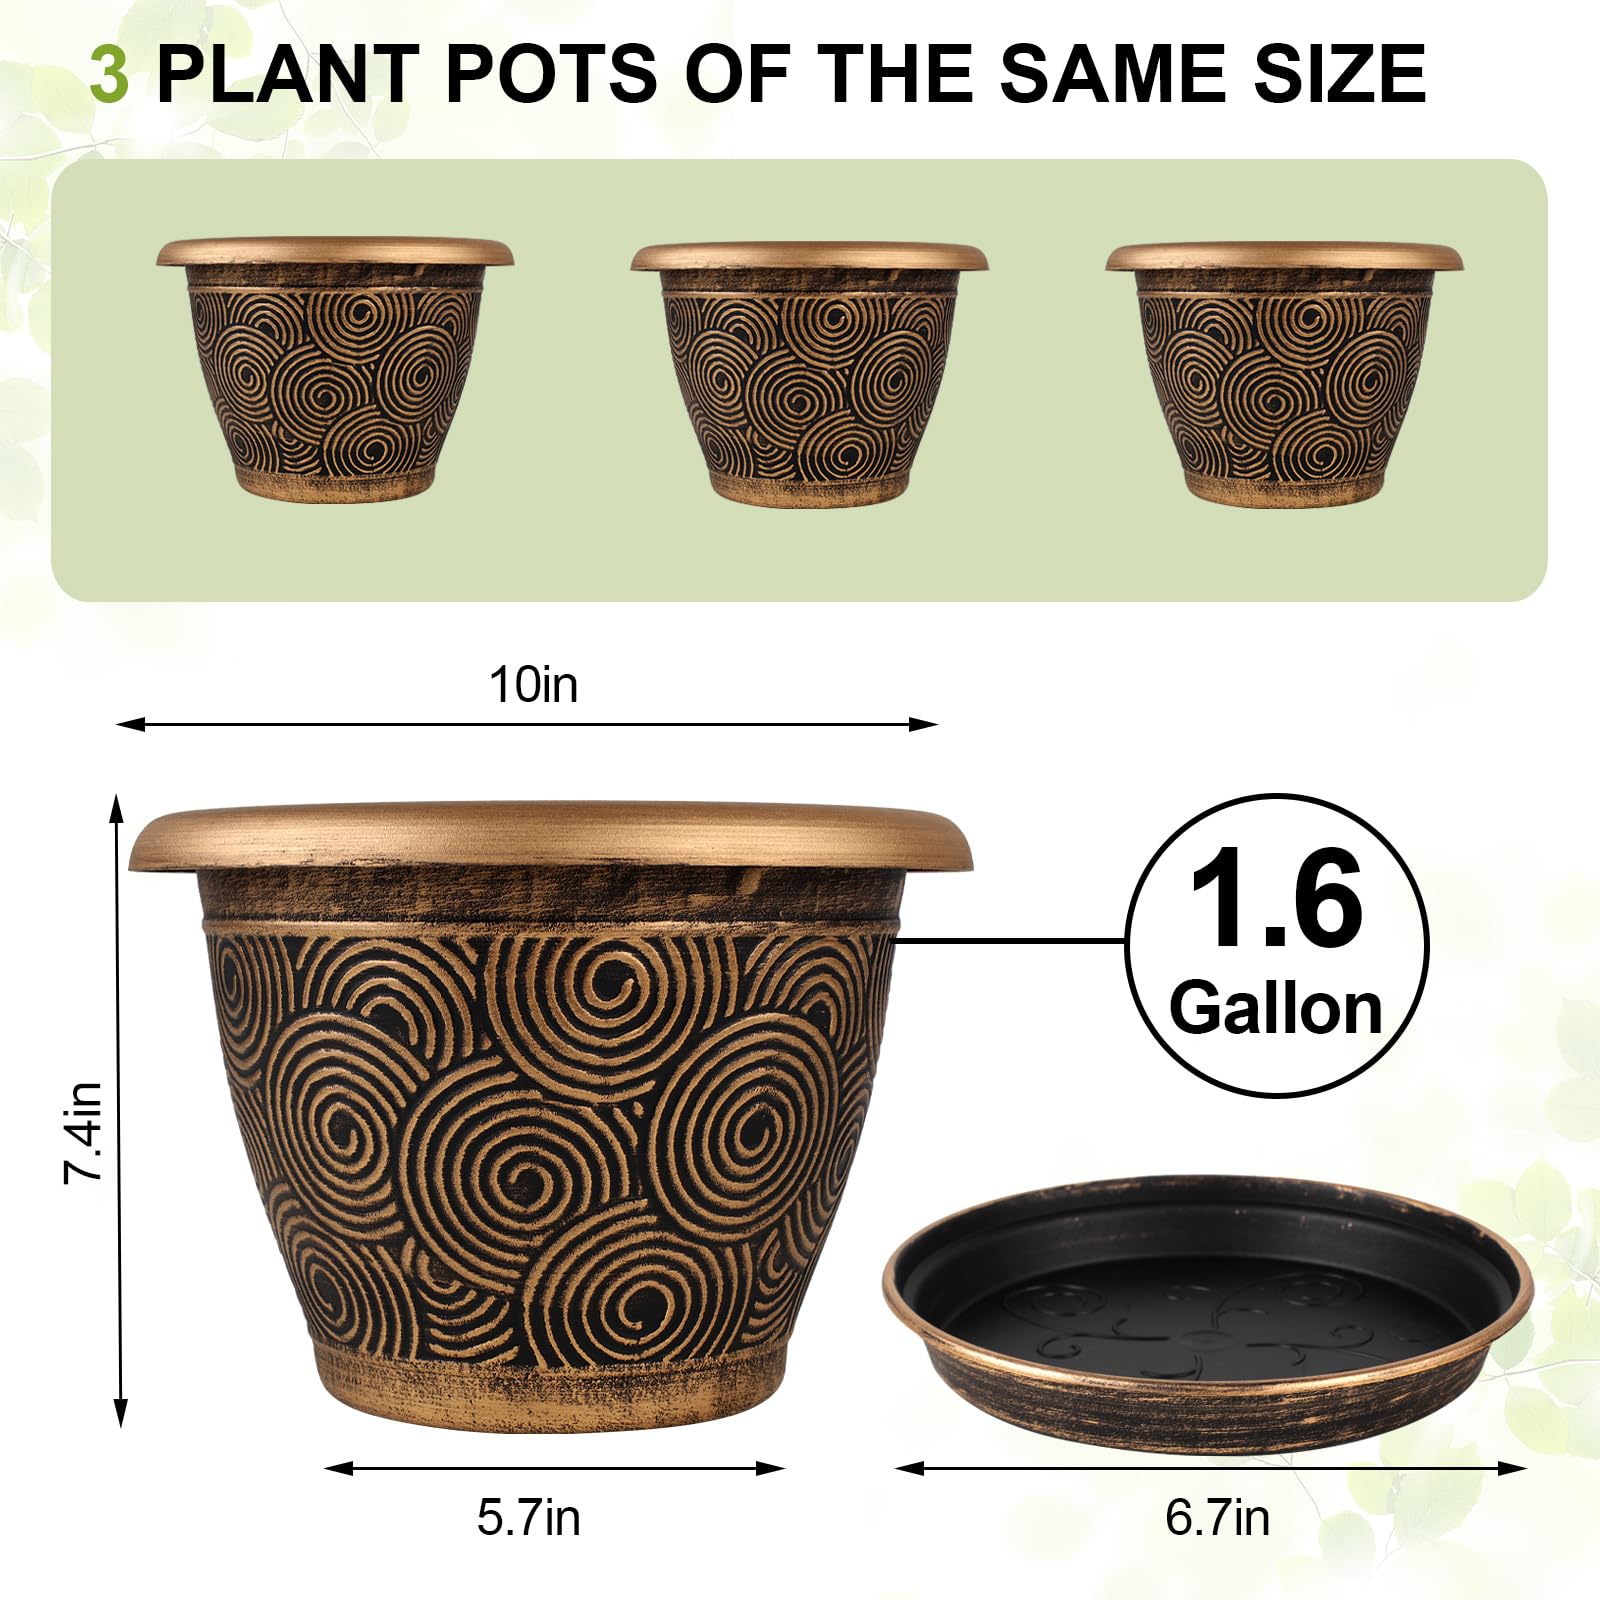 3 PLANT POTS OF THE SAME SIZE
10in
7.4in
1.6
Gallon
5.7in
6.7in